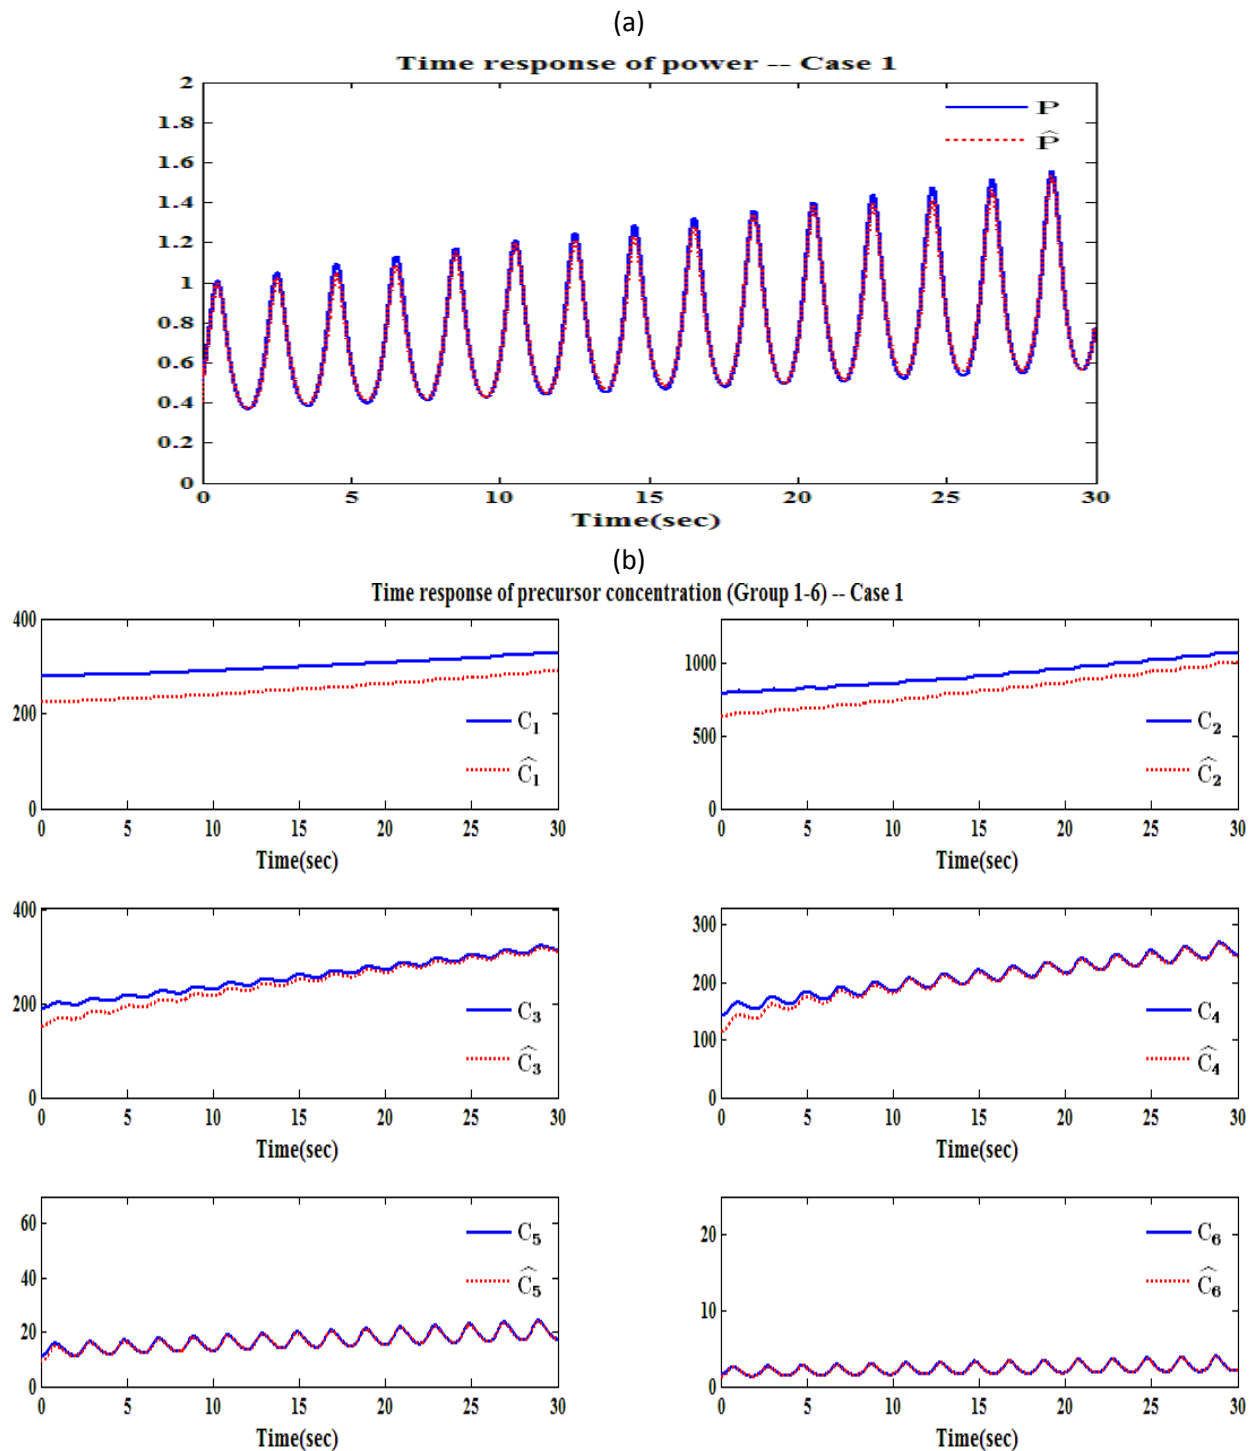 (a)
Time response of power -- Case 1
2
1.8
1.6
1.4
1.2
1
0.8
0.6
0.4
0.2
0
P
P̂
0 5 10 15 20 25 30
Time(sec)
(b)
Time response of precursor concentration (Group 1-6) -- Case 1
400
200
0
C₁
Ĉ₁
0 5 10 15 20 25 30
Time(sec)
1000
500
0
C₂
Ĉ₂
0 5 10 15 20 25 30
Time(sec)
400
200
0
C₃
Ĉ₃
0 5 10 15 20 25 30
Time(sec)
300
200
100
0
C₄
Ĉ₄
0 5 10 15 20 25 30
Time(sec)
60
40
20
0
C₅
Ĉ₅
0 5 10 15 20 25 30
Time(sec)
20
10
0
C₆
Ĉ₆
0 5 10 15 20 25 30
Time(sec)